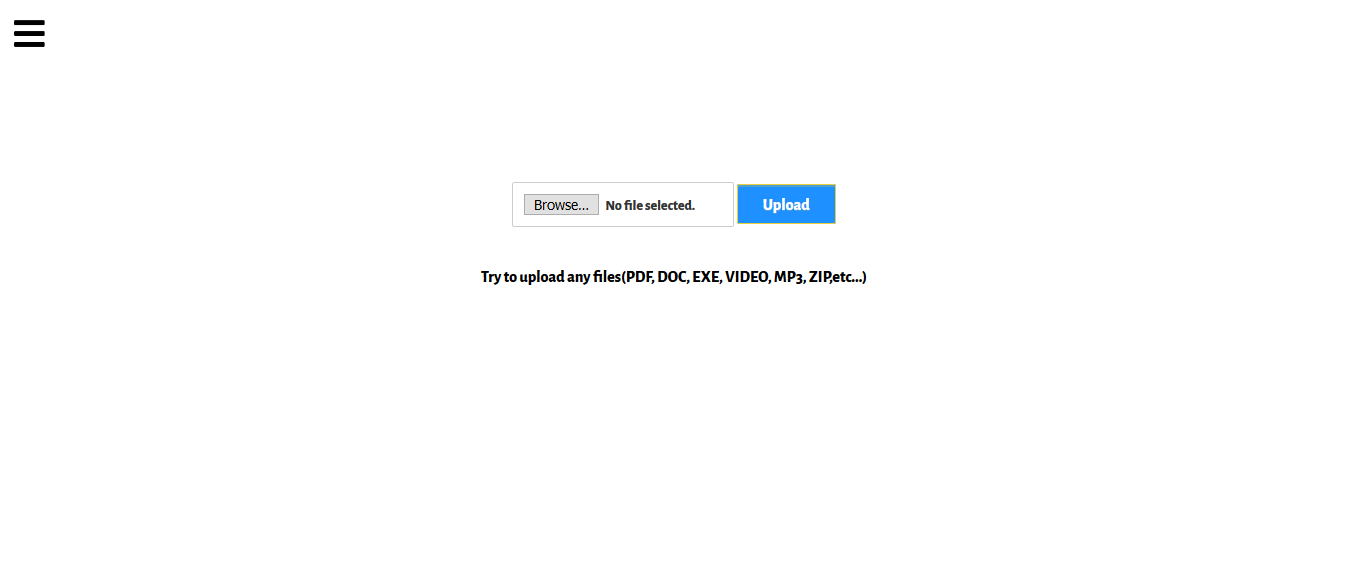 Browse... No file selected. Upload
Try to upload any files(PDF, DOC, EXE, VIDEO, MP3, ZIP,etc...)